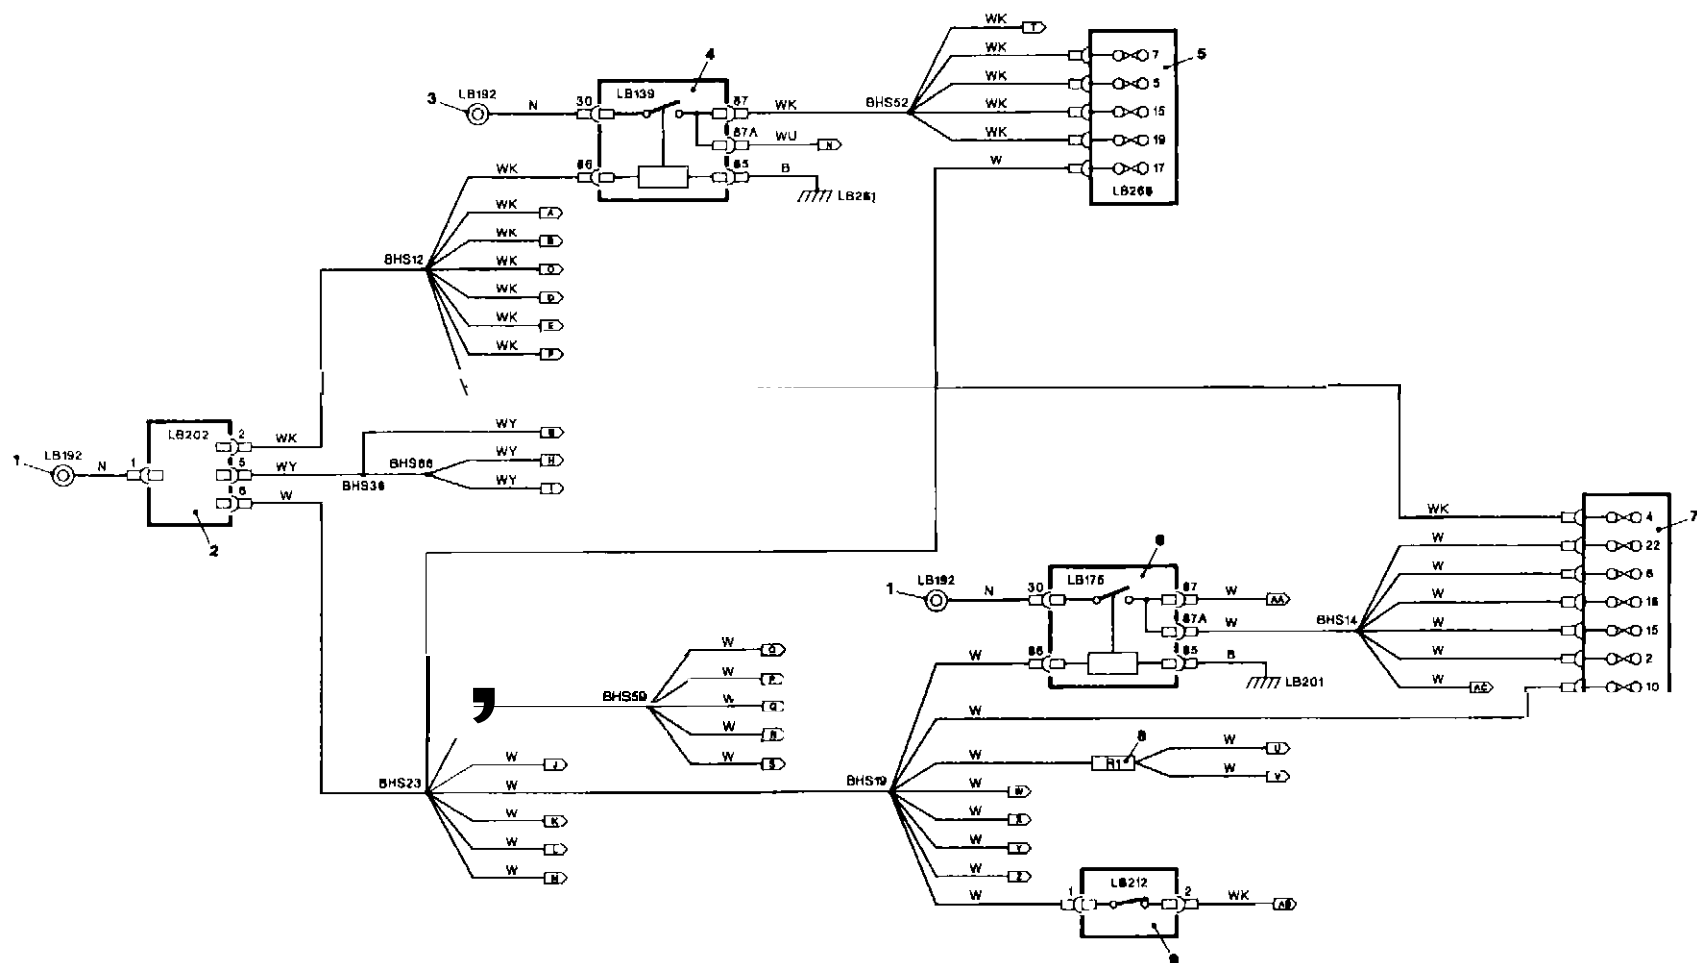 WK
T
WK
7
5
4
WK
5
3
LB192
N
30
LB139
87
WK
BHS52
WK
15
87A
WU
N
WK
19
WK
86
85
B
LB261
W
17
LB268
WK
A
WK
B
BHS12
WK
WK
D
WK
E
WK
F
LB202
2
WK
WY
1
LB192
N
1
5
WY
BHS66
WY
H
BHS36
WY
I
6
W
2
WK
4
7
W
22
6
1
LB192
N
30
LB175
87
W
AA
W
6
W
16
87A
W
BHS14
W
15
W
86
85
B
LB201
W
2
W
AC
10
W
O
W
P
BHS59
W
Q
W
R
W
S
W
8
W
R1
W
U
W
V
W
J
BHS23
W
BHS19
W
W
W
K
W
X
W
L
W
Y
W
M
W
Z
W
1
LB212
2
WK
AB
9